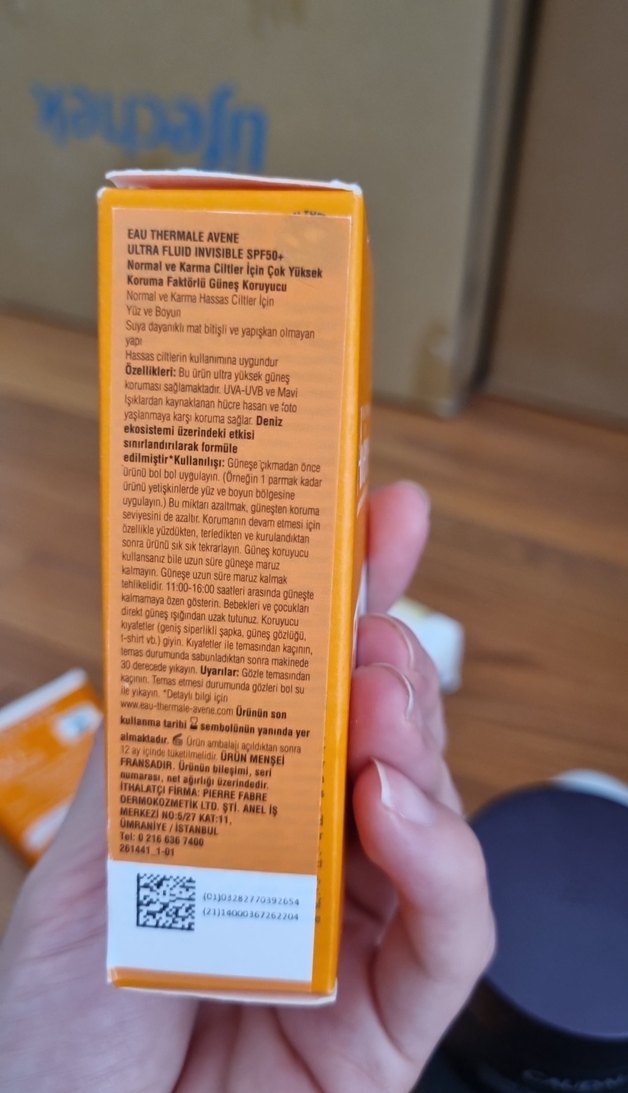 lifechek
EAU THERMALE AVENE
ULTRA FLUID INVISIBLE SPF50+
Normal ve Karma Ciltler İçin Çok Yüksek
Koruma Faktörlü Güneş Koruyucu
Normal ve Karma Hassas Ciltler İçin
Yüz ve Boyun
Suya dayanıklı mat bitişli ve yapışkan olmayan
yapı
Hassas ciltlerin kullanımına uygundur
Özellikleri: Bu ürün ultra yüksek güneş
koruması sağlamaktadır. UVA-UVB ve Mavi
Işıklardan kaynaklanan hücre hasarı ve foto
yaşlanmaya karşı koruma sağlar. Deniz
ekosistemi üzerindeki etkisi
sınırlandırılarak formüle
edilmiştir*Kullanılışı: Güneşe çıkmadan önce
ürünü bol bol uygulayın. (Örneğin 1 parmak kadar
ürünü yetişkinlerde yüz ve boyun bölgesine
uygulayın.) Bu miktarı azaltmak, güneşten koruma
seviyesini de azaltır. Korumanın devam etmesi için
özellikle yüzdükten, terledikten ve kurulandıktan
sonra ürünü sık sık tekrarlayın. Güneş koruyucu
kullansanız bile uzun süre güneşe maruz
kalmayın. Güneşe uzun süre maruz kalmak
tehlikelidir. 11:00-16:00 saatleri arasında güneşte
kalmamaya özen gösterin. Bebekleri ve çocukları
direkt güneş ışığından uzak tutunuz. Koruyucu
kıyafetler (geniş siperlikli şapka, güneş gözlüğü,
t-shirt vb.) giyin. Kıyafetler ile temasından kaçının,
temas durumunda sabunladıktan sonra makinede
30 derecede yıkayın. Uyarılar: Gözle temasından
kaçının. Temas etmesi durumunda gözleri bol su
ile yıkayın. *Detaylı bilgi için
www.eau-thermale-avene.com Ürünün son
kullanma tarihi sembolünün yanında yer
almaktadır. Ürün ambalajı açıldıktan sonra
12 ay içinde tüketilmelidir. ÜRÜN MENŞEİ
FRANSADIR. Ürünün bileşimi, seri
numarası, net ağırlığı üzerindedir.
İTHALATÇI FİRMA: PIERRE FABRE
DERMOKOZMETİK LTD. ŞTİ. ANEL İŞ
MERKEZİ NO:5/27 KAT:11,
ÜMRANİYE / İSTANBUL
Tel: 0 216 636 7400
261441_1-01
(01)03282770392654
(21)14000367262204